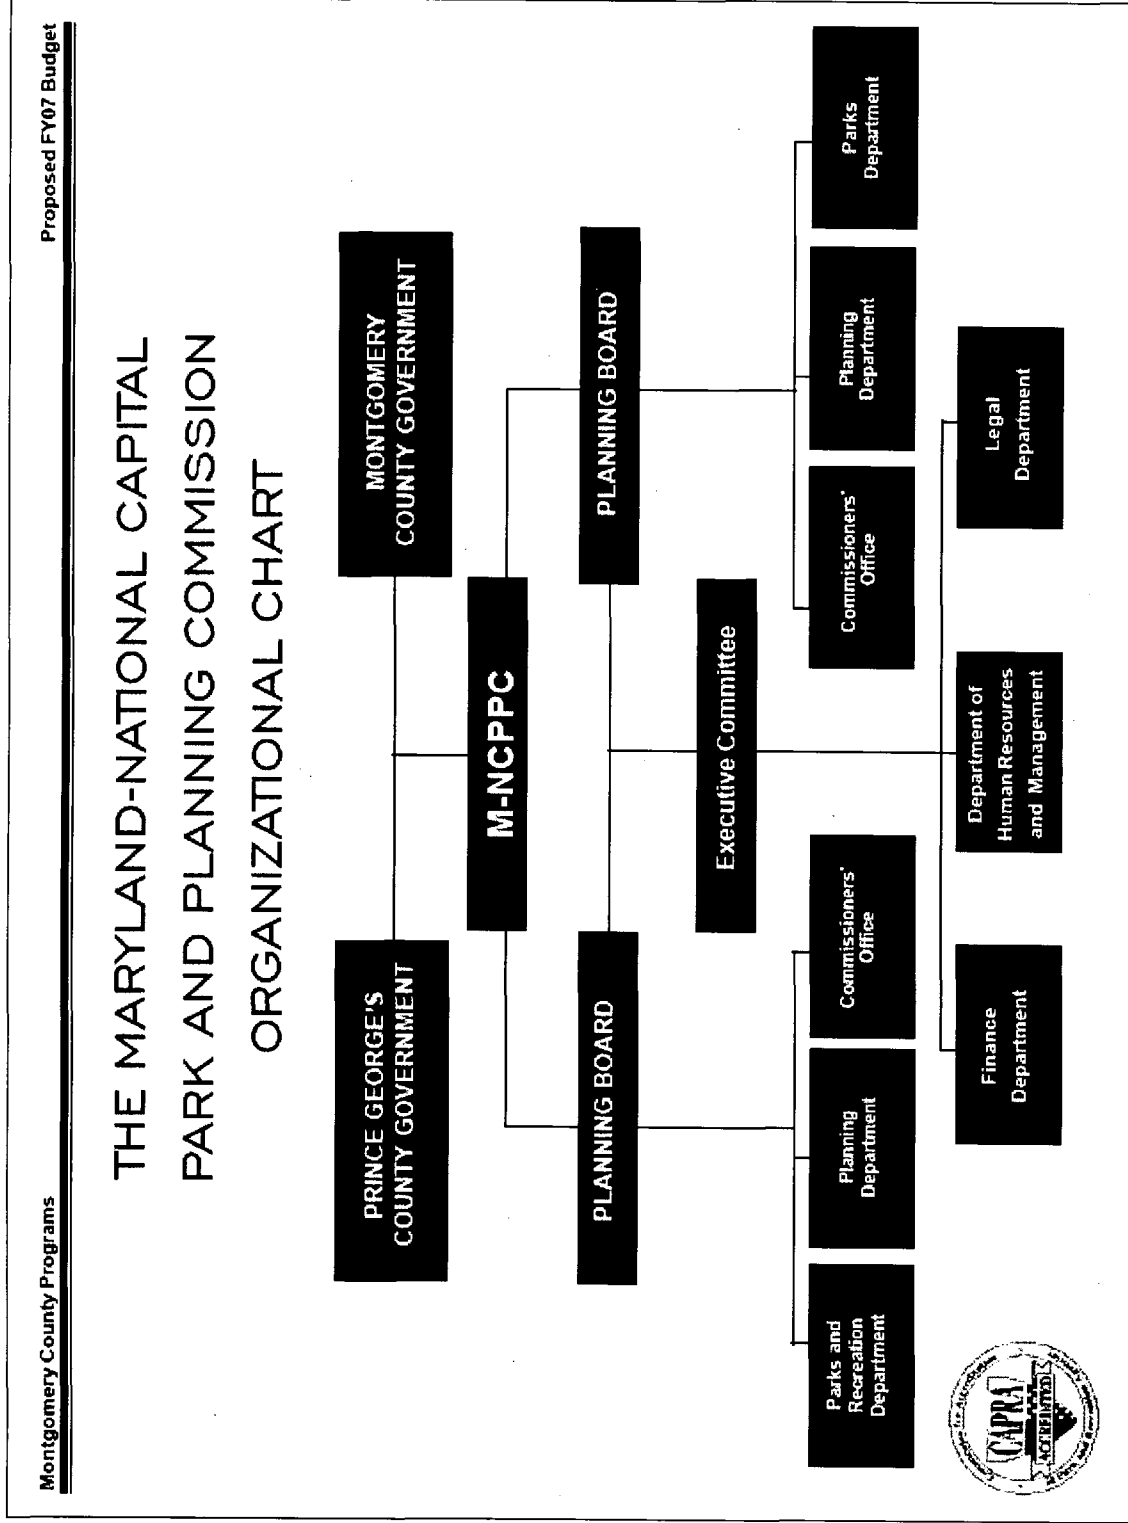 Montgomery County Programs
Proposed FY07 Budget
THE MARYLAND-NATIONAL CAPITAL
PARK AND PLANNING COMMISSION
ORGANIZATIONAL CHART
PRINCE GEORGE'S
COUNTY GOVERNMENT
MONTGOMERY
COUNTY GOVERNMENT
M-NCPPC
PLANNING BOARD
PLANNING BOARD
Executive Committee
Parks and
Recreation
Department
Planning
Department
Commissioners'
Office
Commissioners'
Office
Planning
Department
Parks
Department
Finance
Department
Department of
Human Resources
and Management
Legal
Department
CAPRA
ACCREDITED